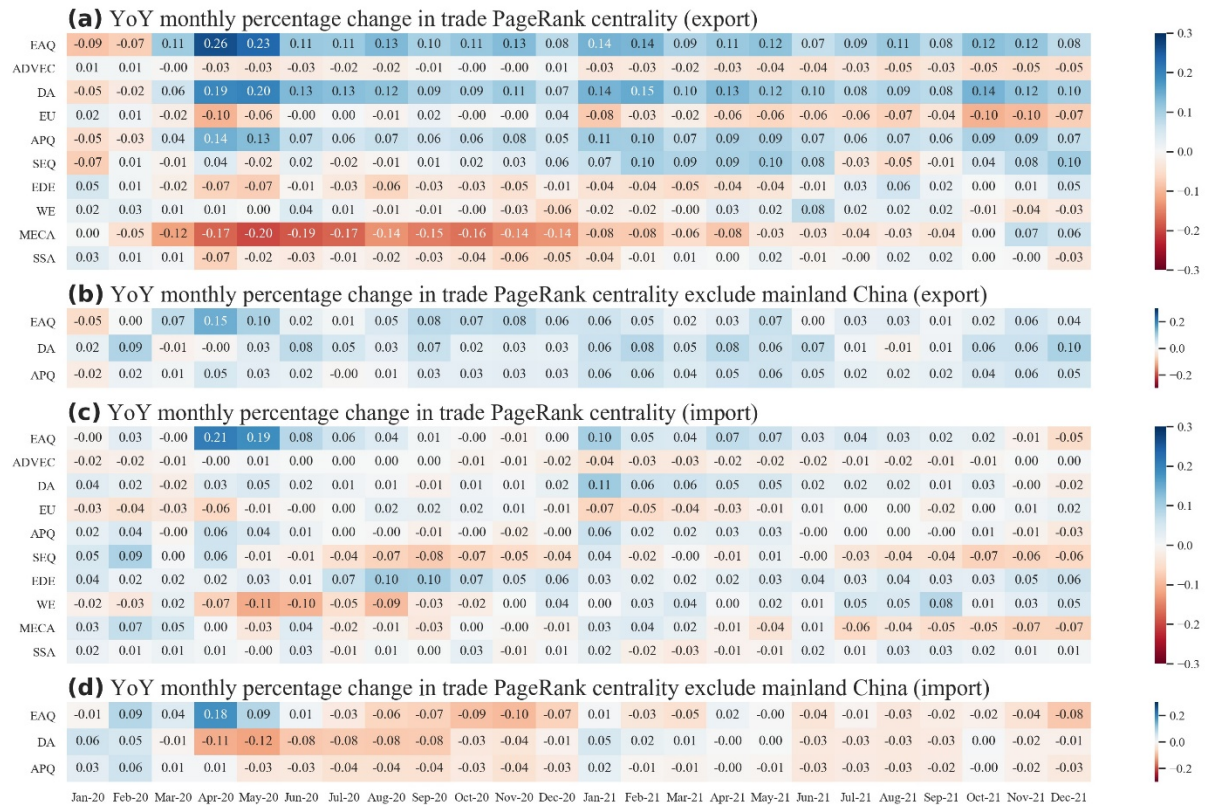 (a) YoY monthly percentage change in trade PageRank centrality (export)
EAQ -0.09 -0.07 0.11 0.26 0.23 0.11 0.11 0.13 0.10 0.11 0.13 0.08 0.14 0.14 0.09 0.11 0.12 0.07 0.09 0.11 0.08 0.12 0.12 0.08
ADVEC 0.01 0.01 -0.00 -0.03 -0.03 -0.03 -0.02 -0.02 -0.01 -0.00 -0.00 -0.01 -0.03 -0.03 -0.02 -0.03 -0.04 -0.04 -0.03 -0.05 -0.03 -0.05 -0.05 -0.05
DA -0.05 -0.02 0.06 0.19 0.20 0.13 0.13 0.12 0.09 0.09 0.11 0.07 0.14 0.15 0.10 0.13 0.12 0.10 0.08 0.09 0.08 0.14 0.12 0.10
EU 0.02 0.01 -0.02 -0.10 -0.06 -0.00 -0.00 -0.01 0.02 -0.00 -0.02 0.00 -0.08 -0.03 -0.02 -0.06 -0.06 -0.06 -0.06 -0.07 -0.04 -0.10 -0.10 -0.07
APQ -0.05 -0.03 0.04 0.14 0.13 0.07 0.06 0.07 0.06 0.06 0.08 0.05 0.11 0.10 0.07 0.09 0.09 0.07 0.06 0.07 0.06 0.09 0.09 0.07
SEQ -0.07 0.01 -0.01 0.04 -0.02 0.02 -0.02 -0.01 0.01 0.02 0.03 0.06 0.07 0.10 0.09 0.09 0.10 0.08 -0.03 -0.05 -0.01 0.04 0.08 0.10
EDE 0.05 0.01 -0.02 -0.07 -0.07 -0.01 -0.03 -0.06 -0.03 -0.03 -0.05 -0.01 -0.04 -0.04 -0.05 -0.04 -0.04 -0.01 0.03 0.06 0.02 0.00 0.01 0.05
WE 0.02 0.03 0.01 0.01 0.00 0.04 0.01 -0.01 -0.01 -0.00 -0.03 -0.06 -0.02 -0.02 -0.00 0.03 0.02 0.08 0.02 0.02 0.02 -0.01 -0.04 -0.03
MECA 0.00 -0.05 -0.12 -0.17 -0.20 -0.19 -0.17 -0.14 -0.15 -0.16 -0.14 -0.14 -0.08 -0.08 -0.06 -0.08 -0.03 -0.03 -0.04 -0.03 -0.04 0.00 0.07 0.06
SSA 0.03 0.01 0.01 -0.07 -0.02 -0.03 -0.01 -0.02 -0.03 -0.04 -0.06 -0.05 -0.04 -0.01 0.01 0.00 0.02 -0.01 -0.00 0.02 0.02 0.00 -0.00 -0.03
0.3
0.2
0.1
0.0
−0.1
−0.2
−0.3
(b) YoY monthly percentage change in trade PageRank centrality exclude mainland China (export)
EAQ -0.05 0.00 0.07 0.15 0.10 0.02 0.01 0.05 0.08 0.07 0.08 0.06 0.06 0.05 0.02 0.03 0.07 0.00 0.03 0.03 0.01 0.02 0.06 0.04
DA 0.02 0.09 -0.01 -0.00 0.03 0.08 0.05 0.03 0.07 0.02 0.03 0.03 0.06 0.08 0.05 0.08 0.06 0.07 0.01 -0.01 0.01 0.06 0.06 0.10
APQ -0.02 0.02 0.01 0.05 0.03 0.02 -0.00 0.01 0.03 0.03 0.03 0.03 0.06 0.06 0.04 0.05 0.06 0.05 0.02 0.02 0.02 0.04 0.06 0.05
0.2
0.0
−0.2
(c) YoY monthly percentage change in trade PageRank centrality (import)
EAQ -0.00 0.03 -0.00 0.21 0.19 0.08 0.06 0.04 0.01 -0.00 -0.01 0.00 0.10 0.05 0.04 0.07 0.07 0.03 0.04 0.03 0.02 0.02 -0.01 -0.05
ADVEC -0.02 -0.02 -0.01 -0.00 0.01 0.00 0.00 0.00 0.00 -0.01 -0.01 -0.02 -0.04 -0.03 -0.03 -0.02 -0.02 -0.02 -0.01 -0.02 -0.01 -0.01 0.00 0.00
DA 0.04 0.02 -0.02 0.03 0.05 0.02 0.01 0.01 -0.01 0.01 0.01 0.02 0.11 0.06 0.06 0.05 0.05 0.02 0.02 0.01 0.02 0.03 -0.00 -0.02
EU -0.03 -0.04 -0.03 -0.06 -0.01 -0.00 0.00 0.02 0.02 0.02 0.01 -0.01 -0.07 -0.05 -0.04 -0.03 -0.01 0.01 -0.00 0.00 -0.02 -0.00 0.01 0.02
APQ 0.02 0.04 -0.00 0.06 0.04 0.01 0.00 -0.00 -0.01 -0.00 -0.02 -0.00 0.06 0.02 0.02 0.03 0.03 -0.00 0.00 -0.00 0.00 0.01 -0.01 -0.03
SEQ 0.05 0.09 0.00 0.06 -0.01 -0.01 -0.04 -0.07 -0.08 -0.07 -0.05 -0.04 0.04 -0.02 -0.00 -0.01 0.01 -0.00 -0.03 -0.04 -0.04 -0.07 -0.06 -0.06
EDE 0.04 0.02 0.02 0.02 0.03 0.01 0.07 0.10 0.10 0.07 0.05 0.06 0.03 0.02 0.02 0.02 0.03 0.04 0.03 0.04 0.03 0.03 0.05 0.06
WE -0.02 -0.03 0.02 -0.07 -0.11 -0.10 -0.05 -0.09 -0.03 -0.02 0.00 0.04 0.00 0.03 0.04 0.00 0.02 0.01 0.05 0.05 0.08 0.01 0.03 0.05
MECA 0.03 0.07 0.05 0.00 -0.03 0.04 -0.02 -0.01 -0.03 0.00 -0.00 -0.01 0.03 0.04 0.02 -0.01 -0.04 0.01 -0.06 -0.04 -0.05 -0.05 -0.07 -0.07
SSA 0.02 0.01 0.01 0.01 -0.00 0.03 -0.01 0.01 0.00 0.03 -0.01 0.01 0.02 -0.02 -0.03 -0.01 -0.01 0.02 0.01 0.03 0.03 0.02 0.01 0.01
0.3
0.2
0.1
0.0
−0.1
−0.2
−0.3
(d) YoY monthly percentage change in trade PageRank centrality exclude mainland China (import)
EAQ -0.01 0.09 0.04 0.18 0.09 0.01 -0.03 -0.06 -0.07 -0.09 -0.10 -0.07 0.01 -0.03 -0.05 0.02 -0.00 -0.04 -0.01 -0.03 -0.02 -0.02 -0.04 -0.08
DA 0.06 0.05 -0.01 -0.11 -0.12 -0.08 -0.08 -0.08 -0.08 -0.03 -0.04 -0.01 0.05 0.02 0.01 -0.00 0.00 -0.03 -0.03 -0.03 -0.03 0.00 -0.02 -0.01
APQ 0.03 0.06 0.01 0.01 -0.03 -0.03 -0.04 -0.04 -0.04 -0.03 -0.04 -0.03 0.02 -0.01 -0.01 -0.00 -0.01 -0.03 -0.02 -0.03 -0.01 -0.00 -0.02 -0.03
0.2
0.0
−0.2
Jan-20 Feb-20 Mar-20 Apr-20 May-20 Jun-20 Jul-20 Aug-20 Sep-20 Oct-20 Nov-20 Dec-20 Jan-21 Feb-21 Mar-21 Apr-21 May-21 Jun-21 Jul-21 Aug-21 Sep-21 Oct-21 Nov-21 Dec-21